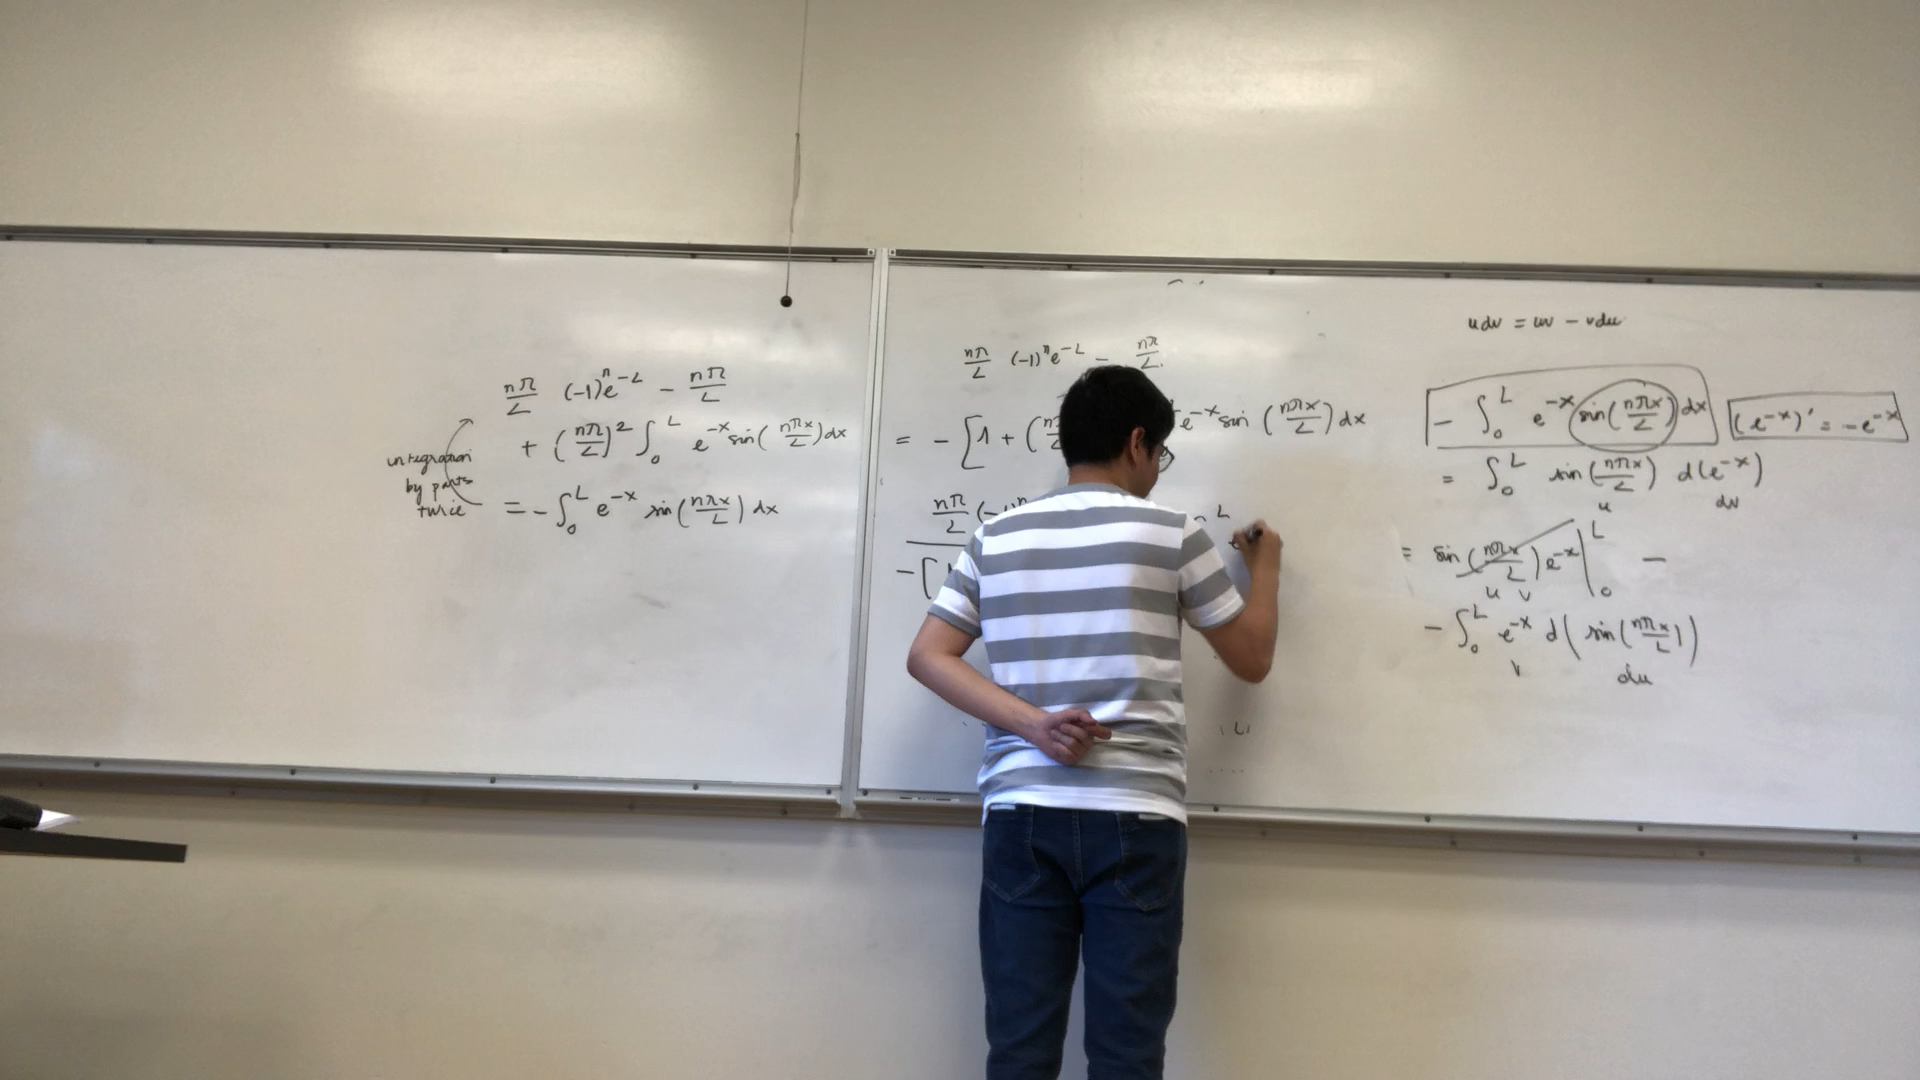 nπ/L (-1)^n e^-L - nπ/L
+ (nπ/L)^2 ∫_0^L e^-x sin(nπx/L) dx
integration
by parts
twice
= - ∫_0^L e^-x sin(nπx/L) dx
nπ/L (-1)^n e^-L - nπ/L
= - [1 + (
e^-x sin (nπx/L) dx
nπ/L (-
L
- [
udv = uv - vdu
- ∫_0^L e^-x sin(nπx/L) dx
(e^-x)' = -e^-x
= ∫_0^L sin(nπx/L) d(e^-x)
u dv
= sin(nπx/L) e^-x |_0^L -
u v
- ∫_0^L e^-x d(sin(nπx/L))
v du